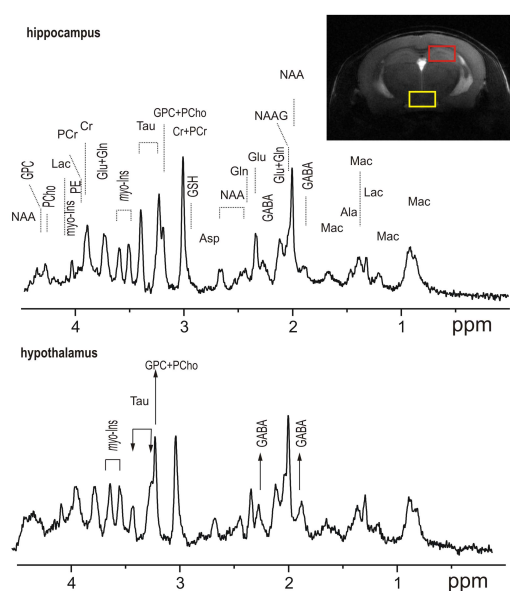 hippocampus
NAA
GPC
PCho
Lac
myo-Ins
PCr
PE
Cr
Glu+Gln
myo-Ins
Tau
GPC+PCho
Cr+PCr
GSH
Asp
NAA
Gln
Glu
GABA
NAAG
Glu+Gln
NAA
GABA
Mac
Ala
Mac
Lac
Mac
Mac
4 3 2 1 ppm
hypothalamus
GPC+PCho
Tau
myo-Ins
GABA
GABA
4 3 2 1 ppm